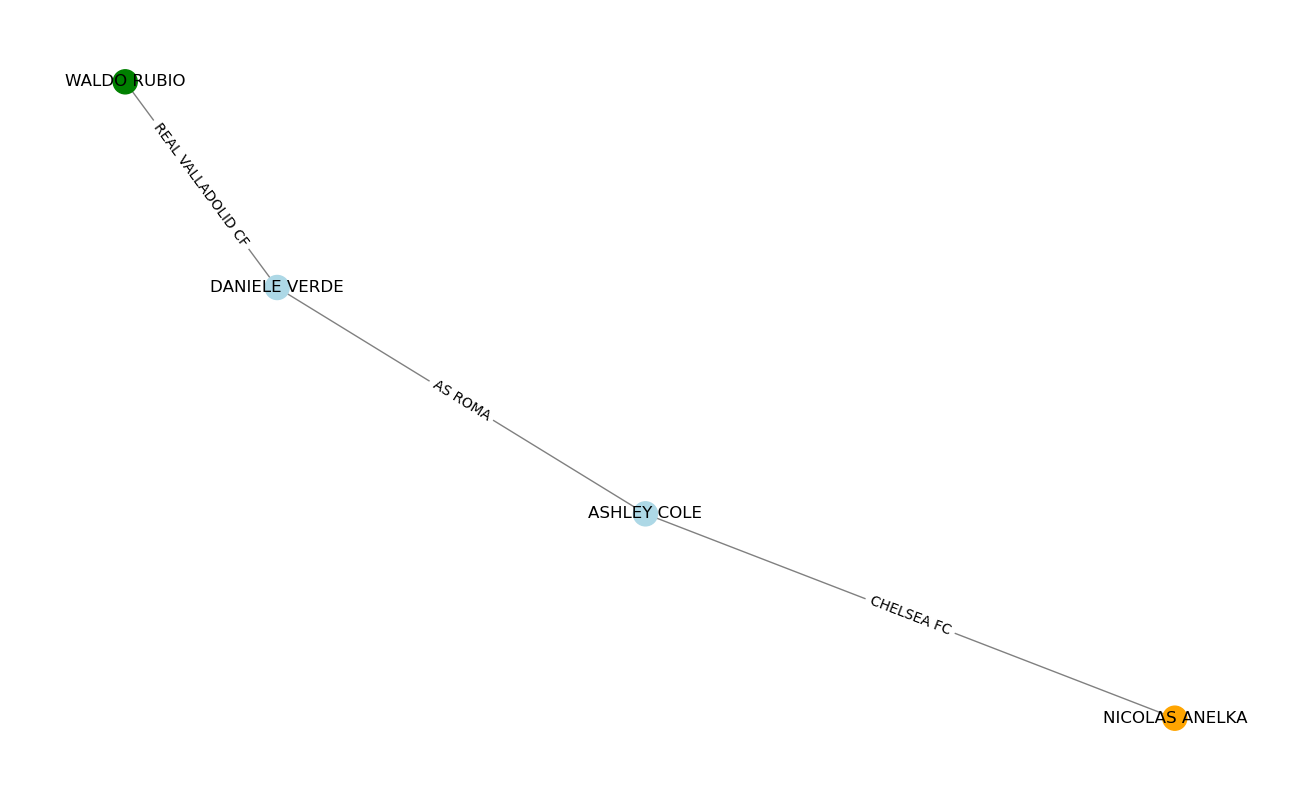 WALDO RUBIO
REAL VALLADOLID CF
DANIELE VERDE
AS ROMA
ASHLEY COLE
CHELSEA FC
NICOLAS ANELKA